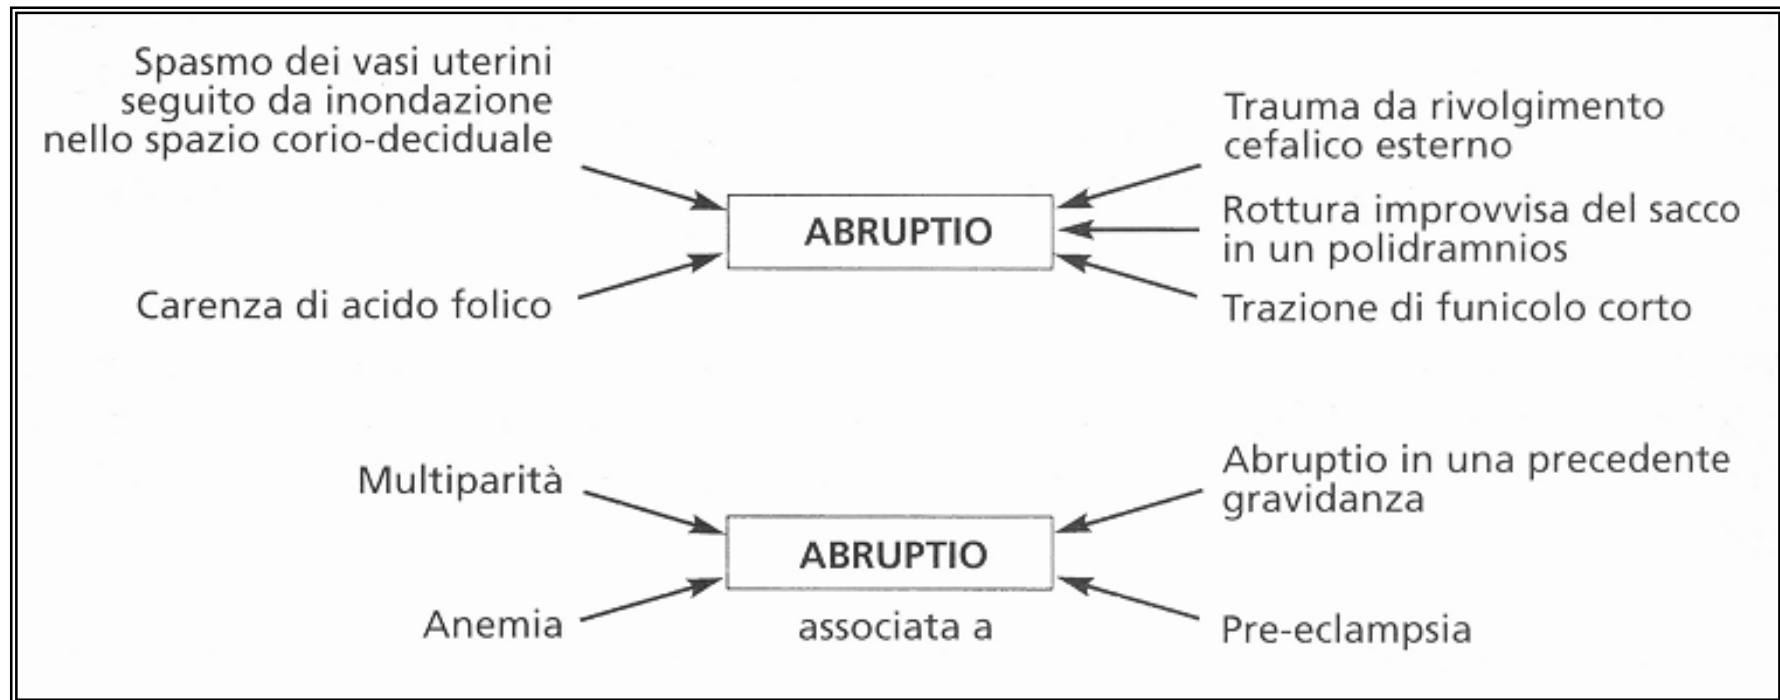 Spasmo dei vasi uterini
seguito da inondazione
nello spazio corio-deciduale
Carenza di acido folico
ABRUPTIO
Trauma da rivolgimento
cefalico esterno
Rottura improvvisa del sacco
in un polidramnios
Trazione di funicolo corto
Multiparità
Anemia
ABRUPTIO
associata a
Abruptio in una precedente
gravidanza
Pre-eclampsia